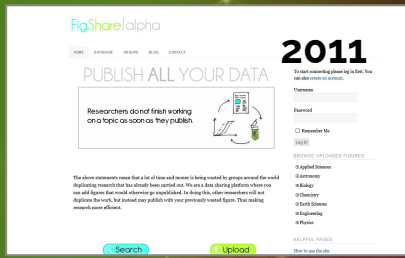 FigShare|alpha
HOME DATABASE GROUPS BLOG CONTACT
2011
PUBLISH ALL YOUR DATA
Researchers do not finish working
on a topic as soon as they publish.
The above statements mean that a lot of time and money is being wasted by groups around the world
duplicating research that has already been carried out. We are a data sharing platform where you
can add figures that would otherwise go unpublished. In doing this, other researchers will not
duplicate the work, but instead may publish with your previously wasted figure. Thus making
research more efficient.
Search
Upload
To start connecting please log in first. You
can also create an account.
Username
Password
Remember Me
Log In
BROWSE UPLOADED FIGURES
Applied Sciences
Astronomy
Biology
Chemistry
Earth Sciences
Engineering
Physics
HELPFUL PAGES
How to use the site